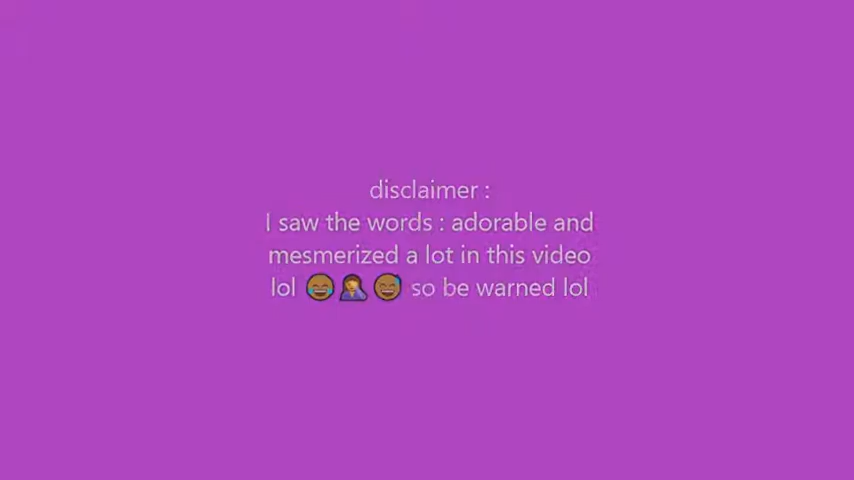 disclaimer :
I saw the words : adorable and
mesmerized a lot in this video
lol 😂🤦🏾‍♀️😅 so be warned lol